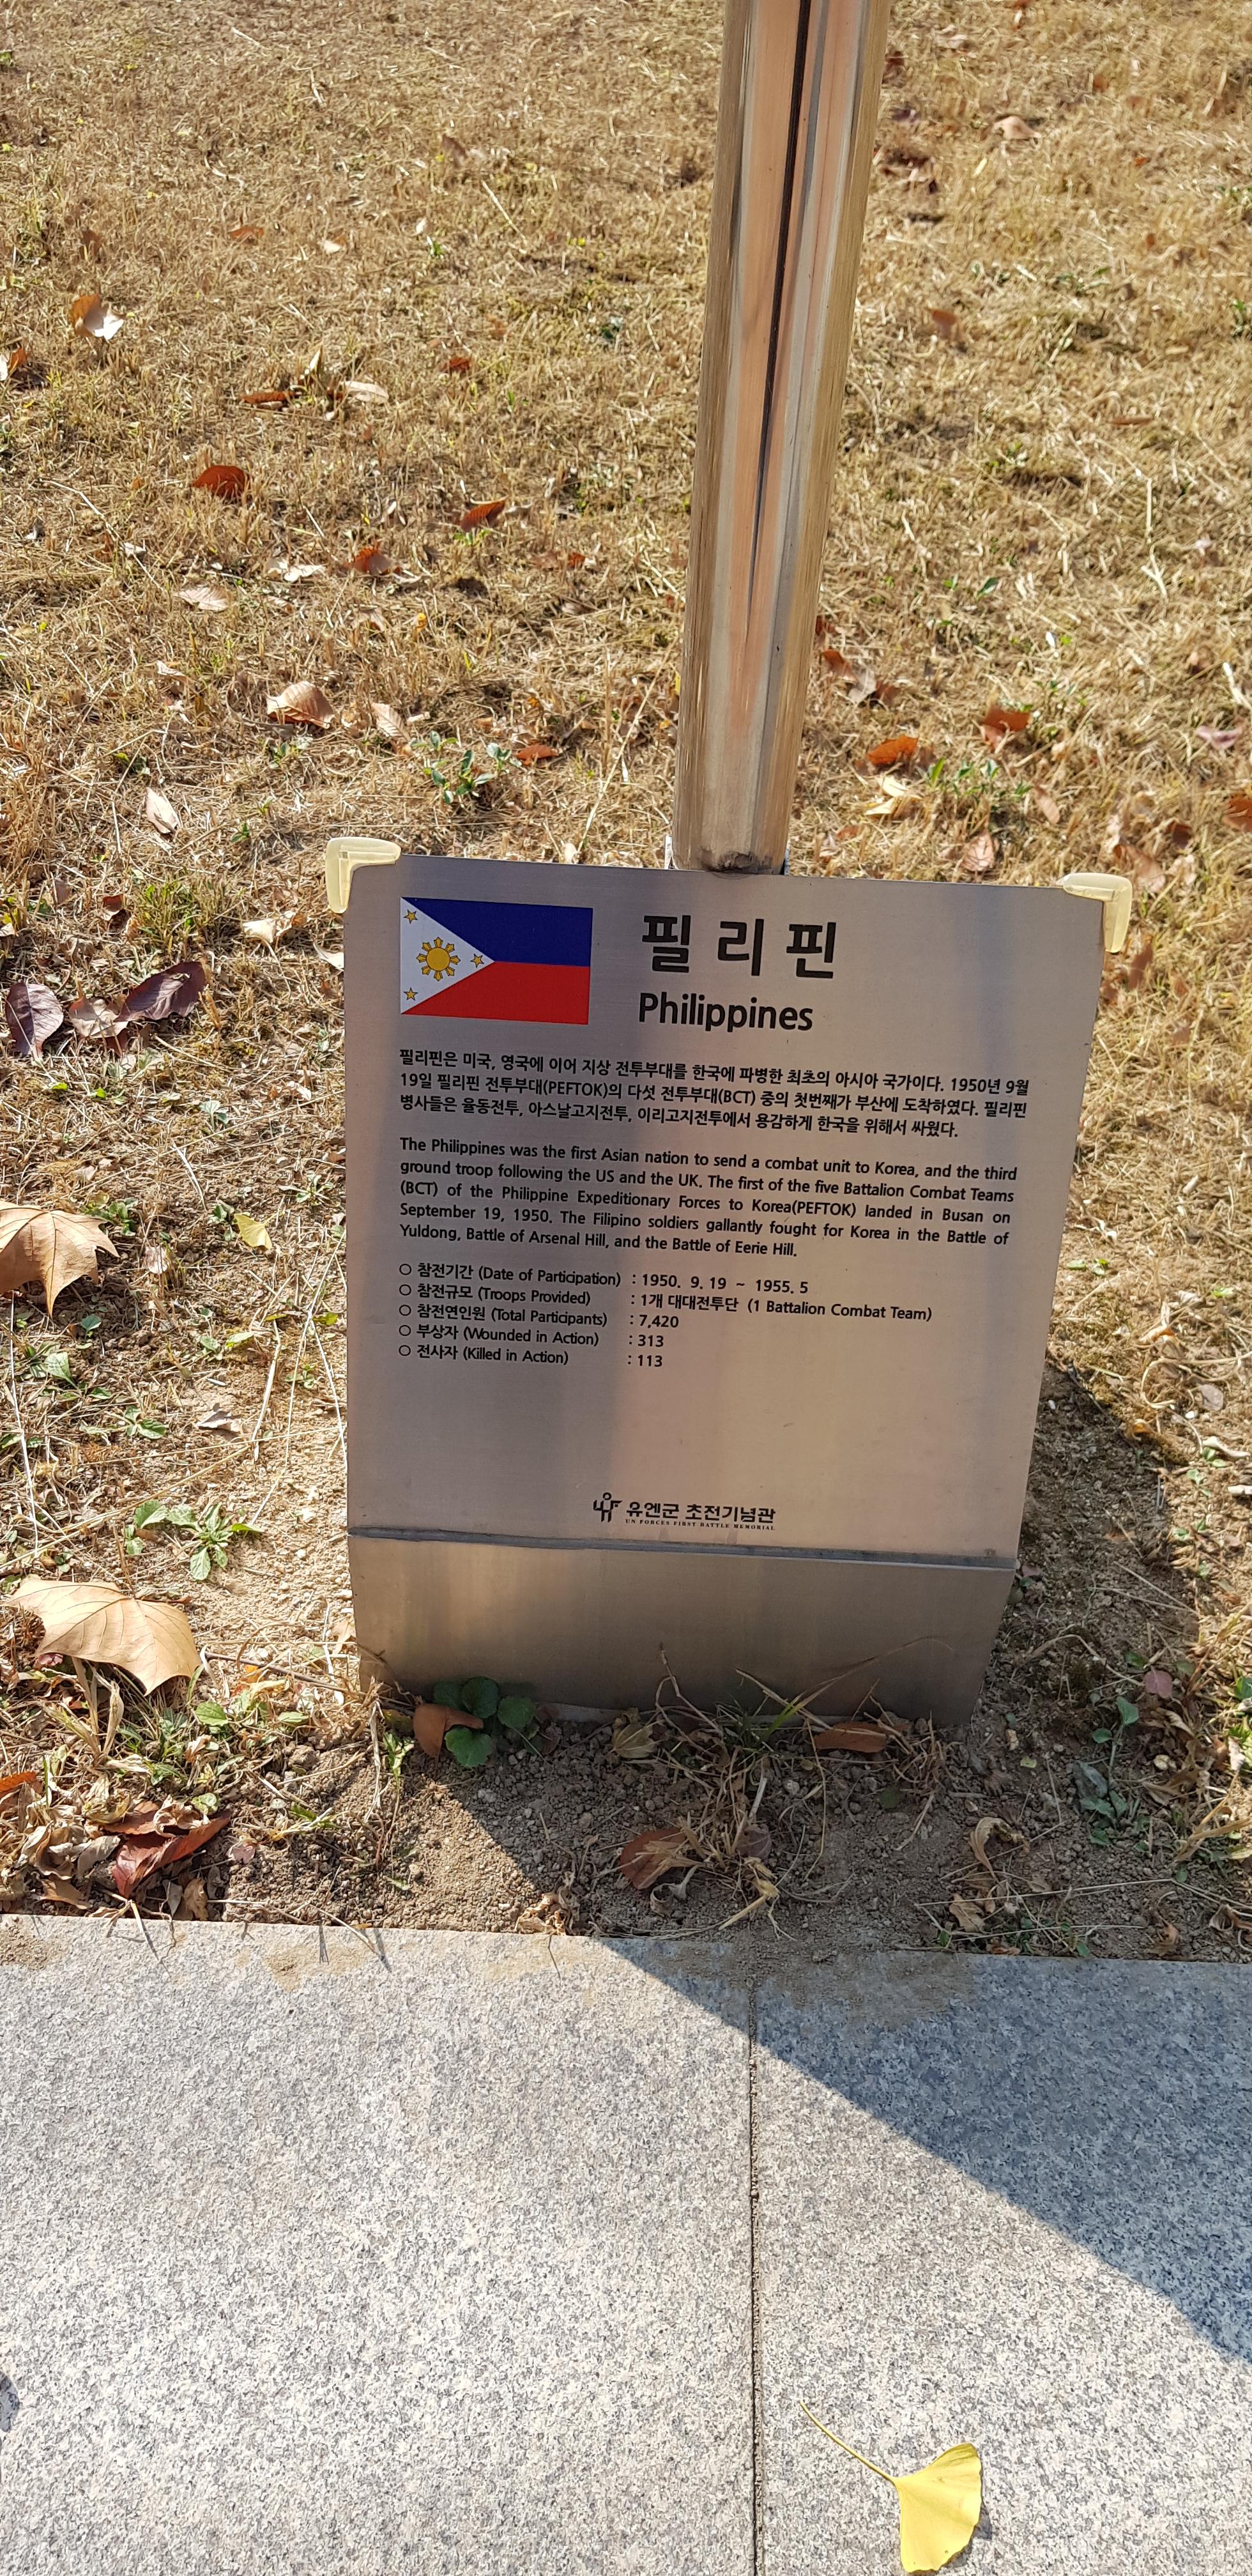 필리핀
Philippines
필리핀은 미국, 영국에 이어 지상 전투부대를 한국에 파병한 최초의 아시아 국가이다. 1950년 9월
19일 필리핀 전투부대(PEFTOK)의 다섯 전투부대(BCT) 중의 첫번째가 부산에 도착하였다. 필리핀
병사들은 율동전투, 아스날고지전투, 이리고지전투에서 용감하게 한국을 위해서 싸웠다.
The Philippines was the first Asian nation to send a combat unit to Korea, and the third
ground troop following the US and the UK. The first of the five Battalion Combat Teams
(BCT) of the Philippine Expeditionary Forces to Korea(PEFTOK) landed in Busan on
September 19, 1950. The Filipino soldiers gallantly fought for Korea in the Battle of
Yuldong, Battle of Arsenal Hill, and the Battle of Eerie Hill.
○ 참전기간 (Date of Participation) : 1950. 9. 19 ~ 1955. 5
○ 참전규모 (Troops Provided) : 1개 대대전투단 (1 Battalion Combat Team)
○ 참전연인원 (Total Participants) : 7,420
○ 부상자 (Wounded in Action) : 313
○ 전사자 (Killed in Action) : 113
유엔군 초전기념관
UN FORCES FIRST BATTLE MEMORIAL